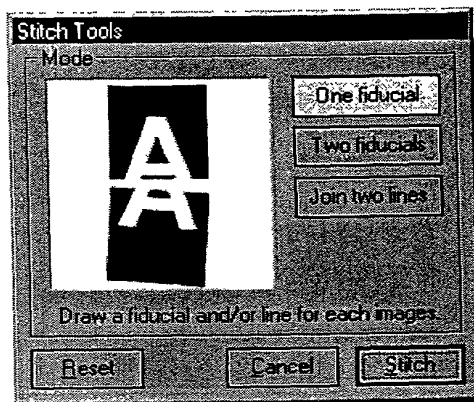 Stitch Tools
Mode
A
A
One fiducial
Two fiducials
Join two lines
Draw a fiducial and/or line for each images
Reset
Cancel
Stitch